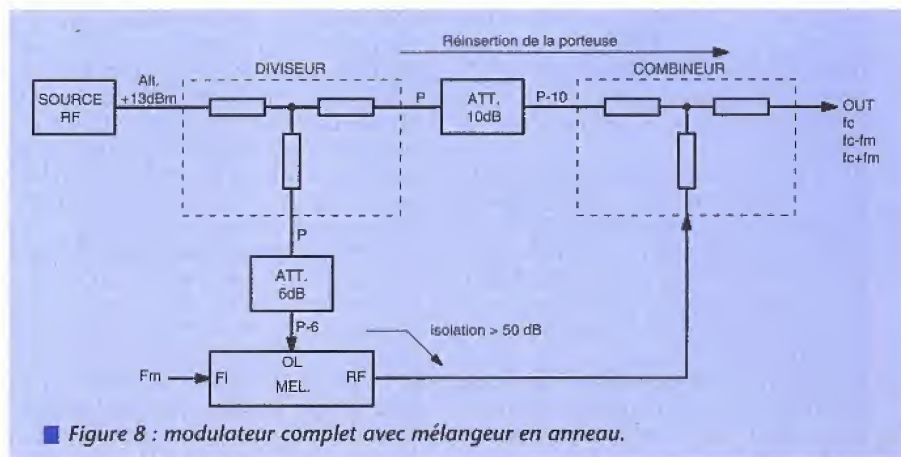 Réinsertion de la porteuse
DIVISEUR
COMBINEUR
SOURCE
RF
Alt.
+13dBm
P
ATT.
10dB
P-10
OUT
fc
fc-fm
fc+fm
P
ATT.
6dB
P-6
isolation > 50 dB
Fm
FI
OL
MEL.
RF
Figure 8 : modulateur complet avec mélangeur en anneau.